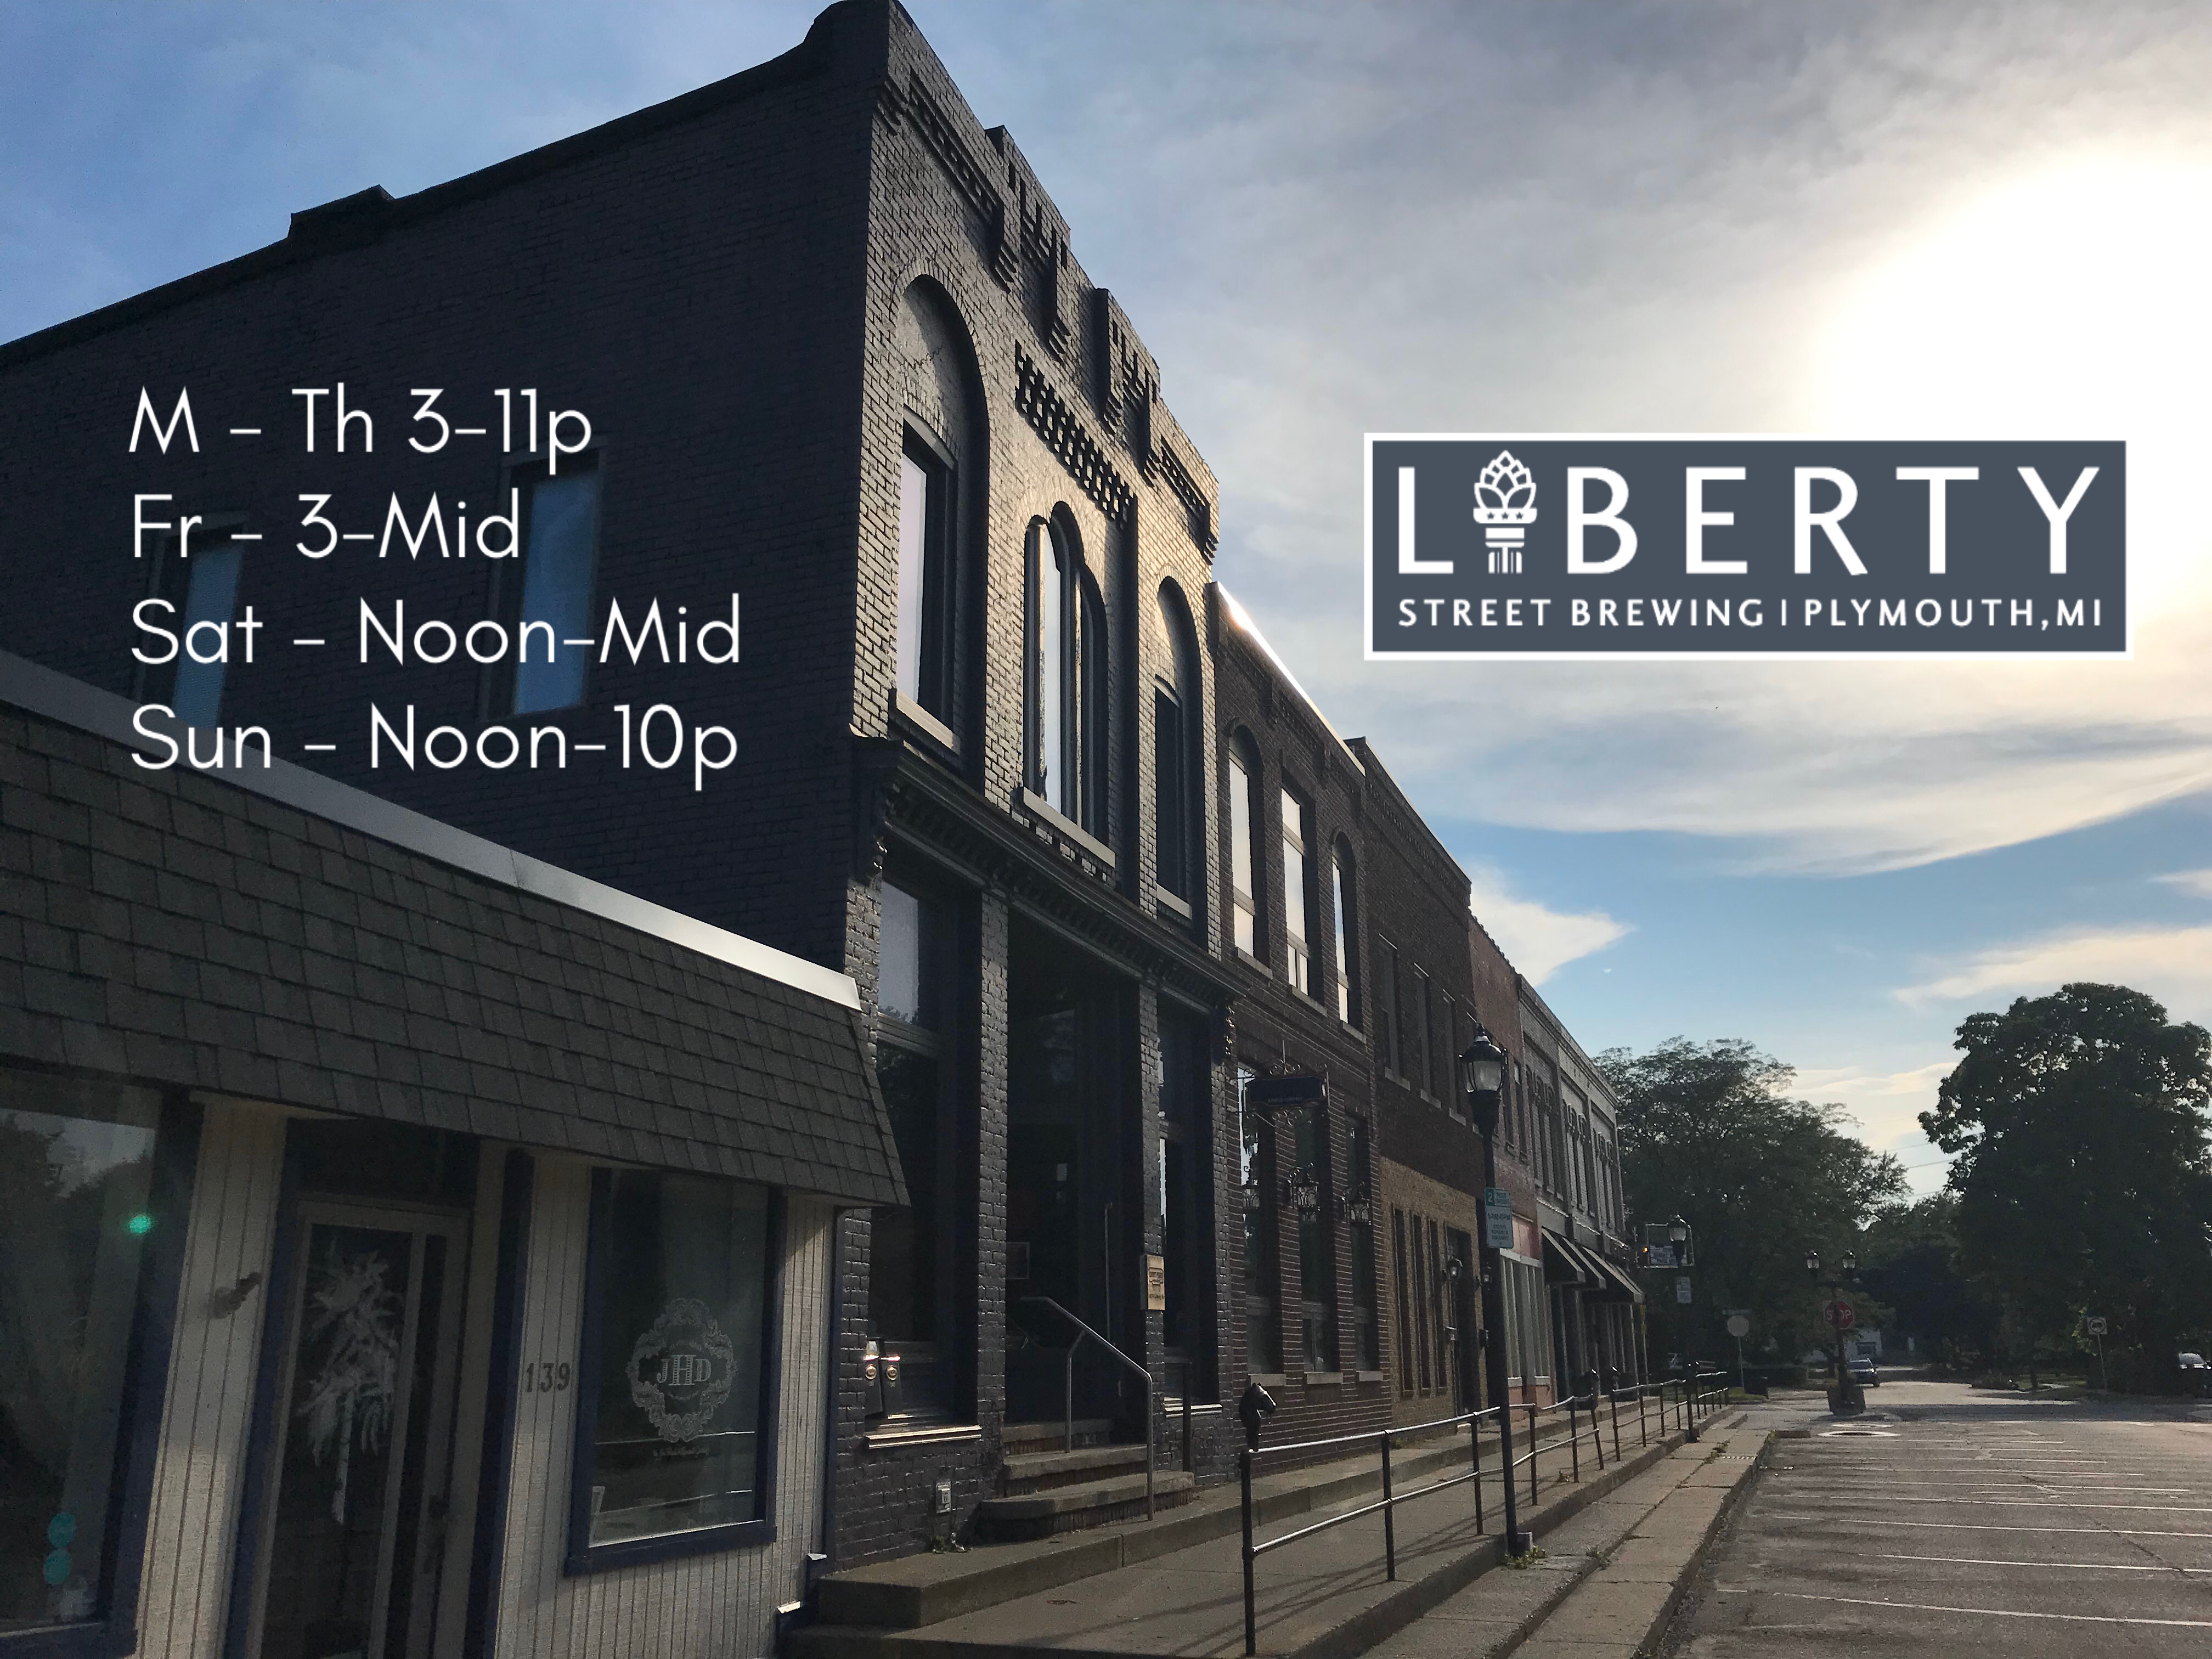 M - Th 3-11p
Fr - 3-Mid
Sat - Noon-Mid
Sun - Noon-10p
LIBERTY
STREET BREWING | PLYMOUTH, MI
139
JHD
STOP